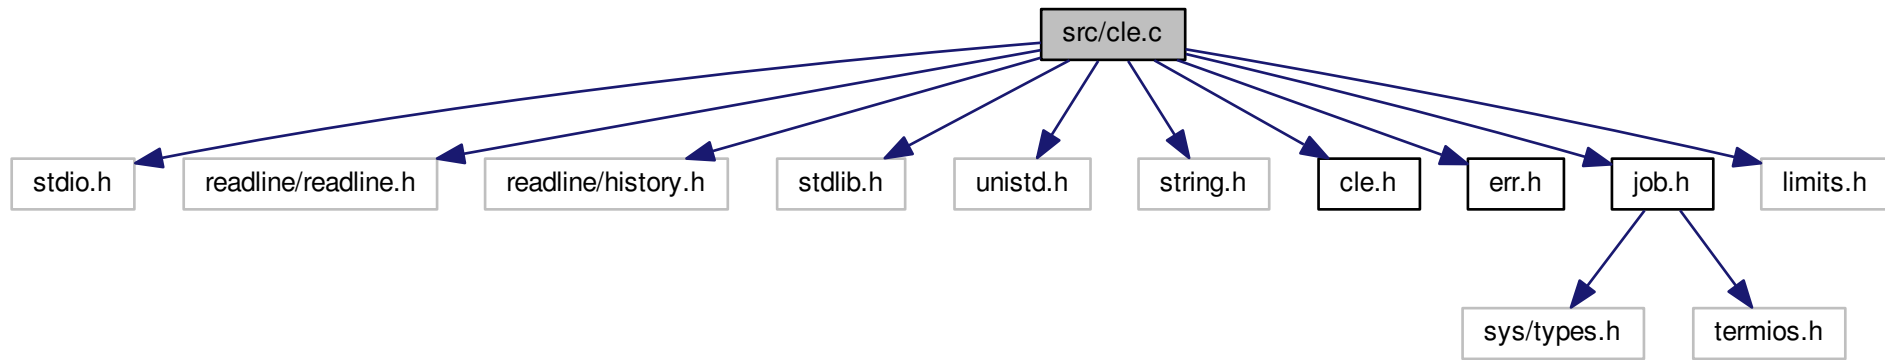 src/cle.c
stdio.h
readline/readline.h
readline/history.h
stdlib.h
unistd.h
string.h
cle.h
err.h
job.h
limits.h
sys/types.h
termios.h